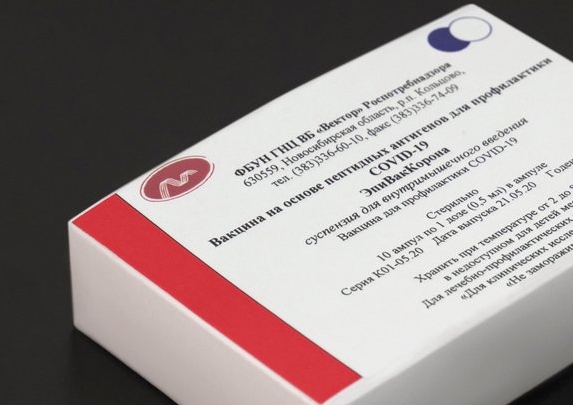 ФБУН ГНЦ ВБ «Вектор» Роспотребнадзора
630559, Новосибирская область, р.п. Кольцово,
тел. (383)336-60-10, факс (383)336-74-09
Вакцина на основе пептидных антигенов для профилактики
COVID-19
ЭпиВакКорона
суспензия для внутримышечного введения
Вакцина для профилактики COVID-19
Стерильно
10 ампул по 1 дозе (0,5 мл) в ампуле
Серия К01-05.20 Дата выпуска 21.05.20
Хранить при температуре от 2 до
в недоступном для детей
Для лечебно-профилактических
«Для клинических
«Не